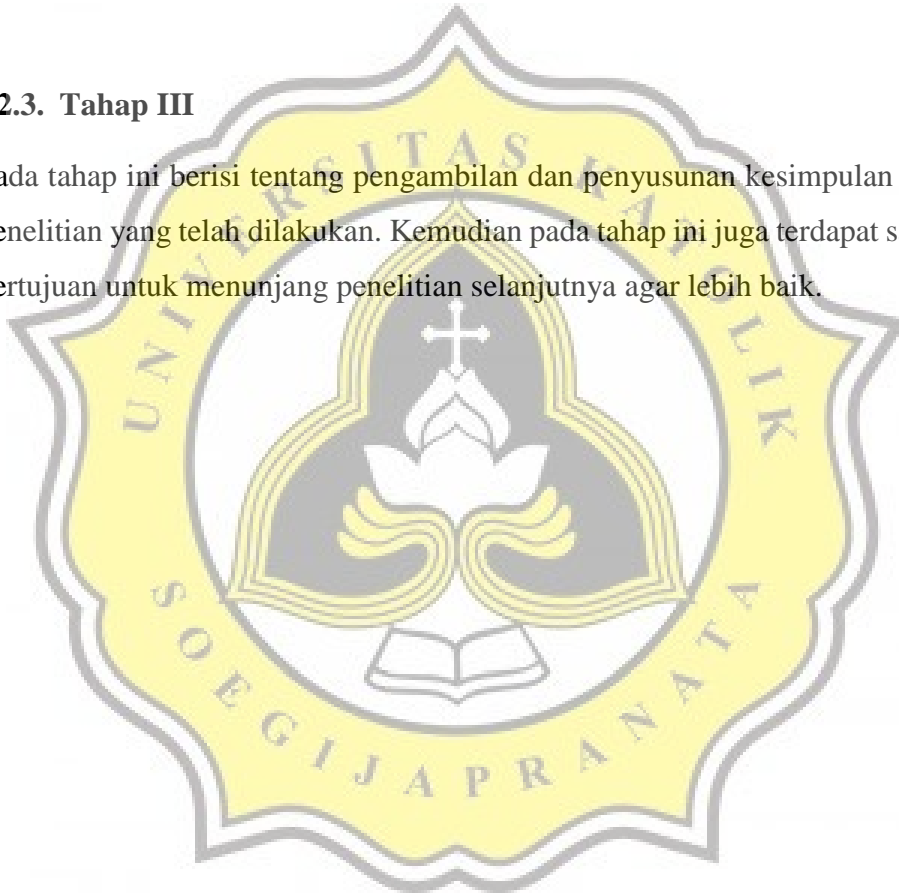 2.3. Tahap III
ada tahap ini berisi tentang pengambilan dan penyusunan kesimpulan
enelitian yang telah dilakukan. Kemudian pada tahap ini juga terdapat s
ertujuan untuk menunjang penelitian selanjutnya agar lebih baik.
UNIVERSITAS KATOLIK
SOEGIJAPRANATA